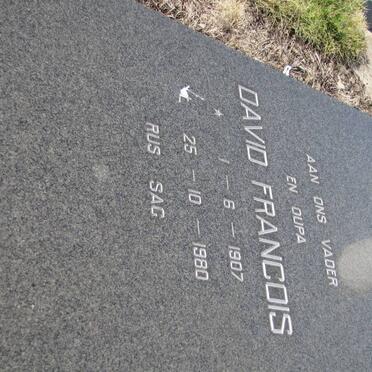 AAN ONS VADER
EN OUPA
DAVID FRANCOIS
1 — 6 — 1907
25 — 10 — 1980
RUS SAG